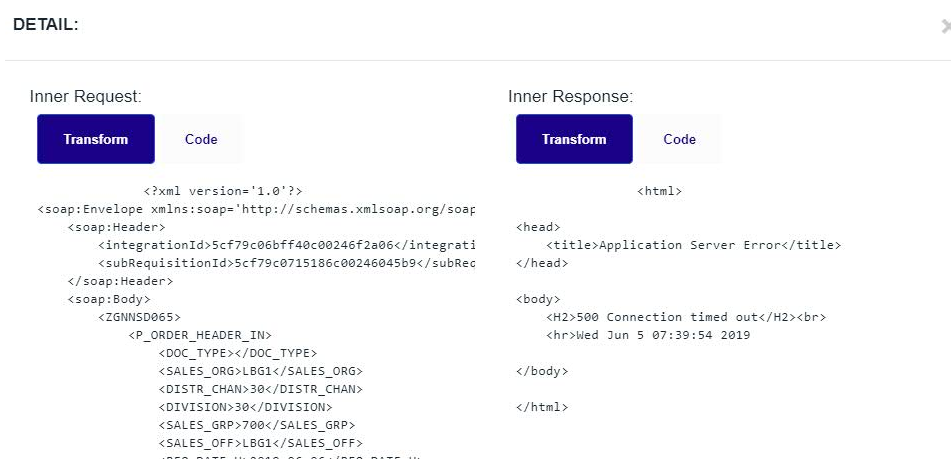 DETAIL:
Inner Request:
Transform Code
<?xml version='1.0'?>
<soap:Envelope xmlns:soap='http://schemas.xmlsoap.org/soap
<soap:Header>
<integrationId>5cf79c06bff40c00246f2a06</integrati
<subRequisitionId>5cf79c0715186c00246045b9</subRec
</soap:Header>
<soap:Body>
<ZGNNSD065>
<P_ORDER_HEADER_IN>
<DOC_TYPE></DOC_TYPE>
<SALES_ORG>LBG1</SALES_ORG>
<DISTR_CHAN>30</DISTR_CHAN>
<DIVISION>30</DIVISION>
<SALES_GRP>700</SALES_GRP>
<SALES_OFF>LBG1</SALES_OFF>
Inner Response:
Transform Code
<html>
<head>
<title>Application Server Error</title>
</head>
<body>
<H2>500 Connection timed out</H2><br>
<hr>Wed Jun 5 07:39:54 2019
</body>
</html>